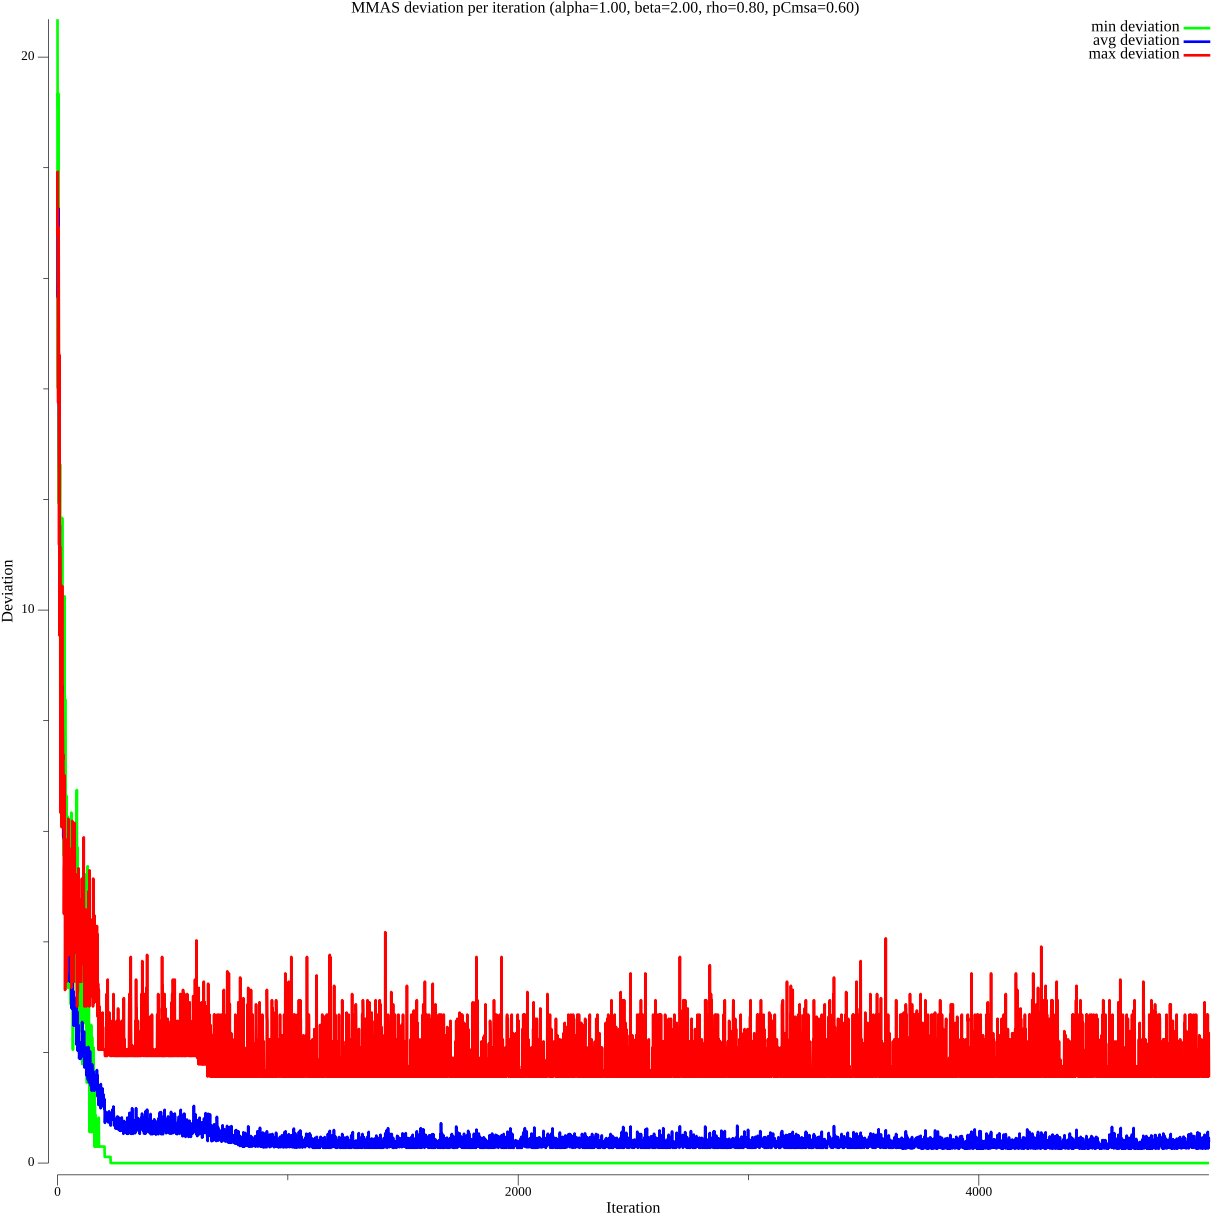 MMAS deviation per iteration (alpha=1.00, beta=2.00, rho=0.80, pCmsa=0.60)
min deviation
avg deviation
max deviation
20
10
0
Deviation
0
2000
4000
Iteration